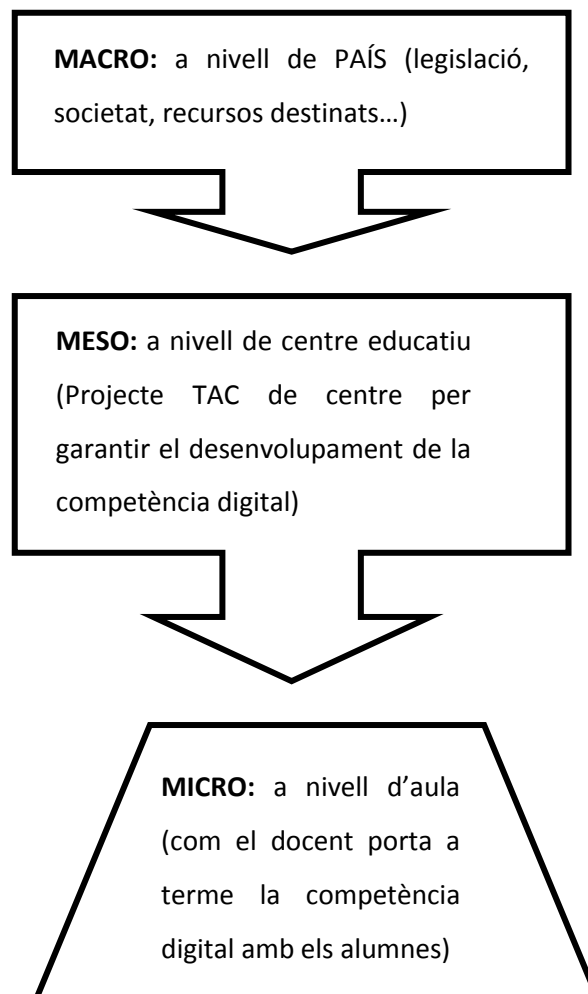 MACRO: a nivell de PAÍS (legislació,
societat, recursos destinats…)
MESO: a nivell de centre educatiu
(Projecte TAC de centre per
garantir el desenvolupament de la
competència digital)
MICRO: a nivell d’aula
(com el docent porta a
terme la competència
digital amb els alumnes)